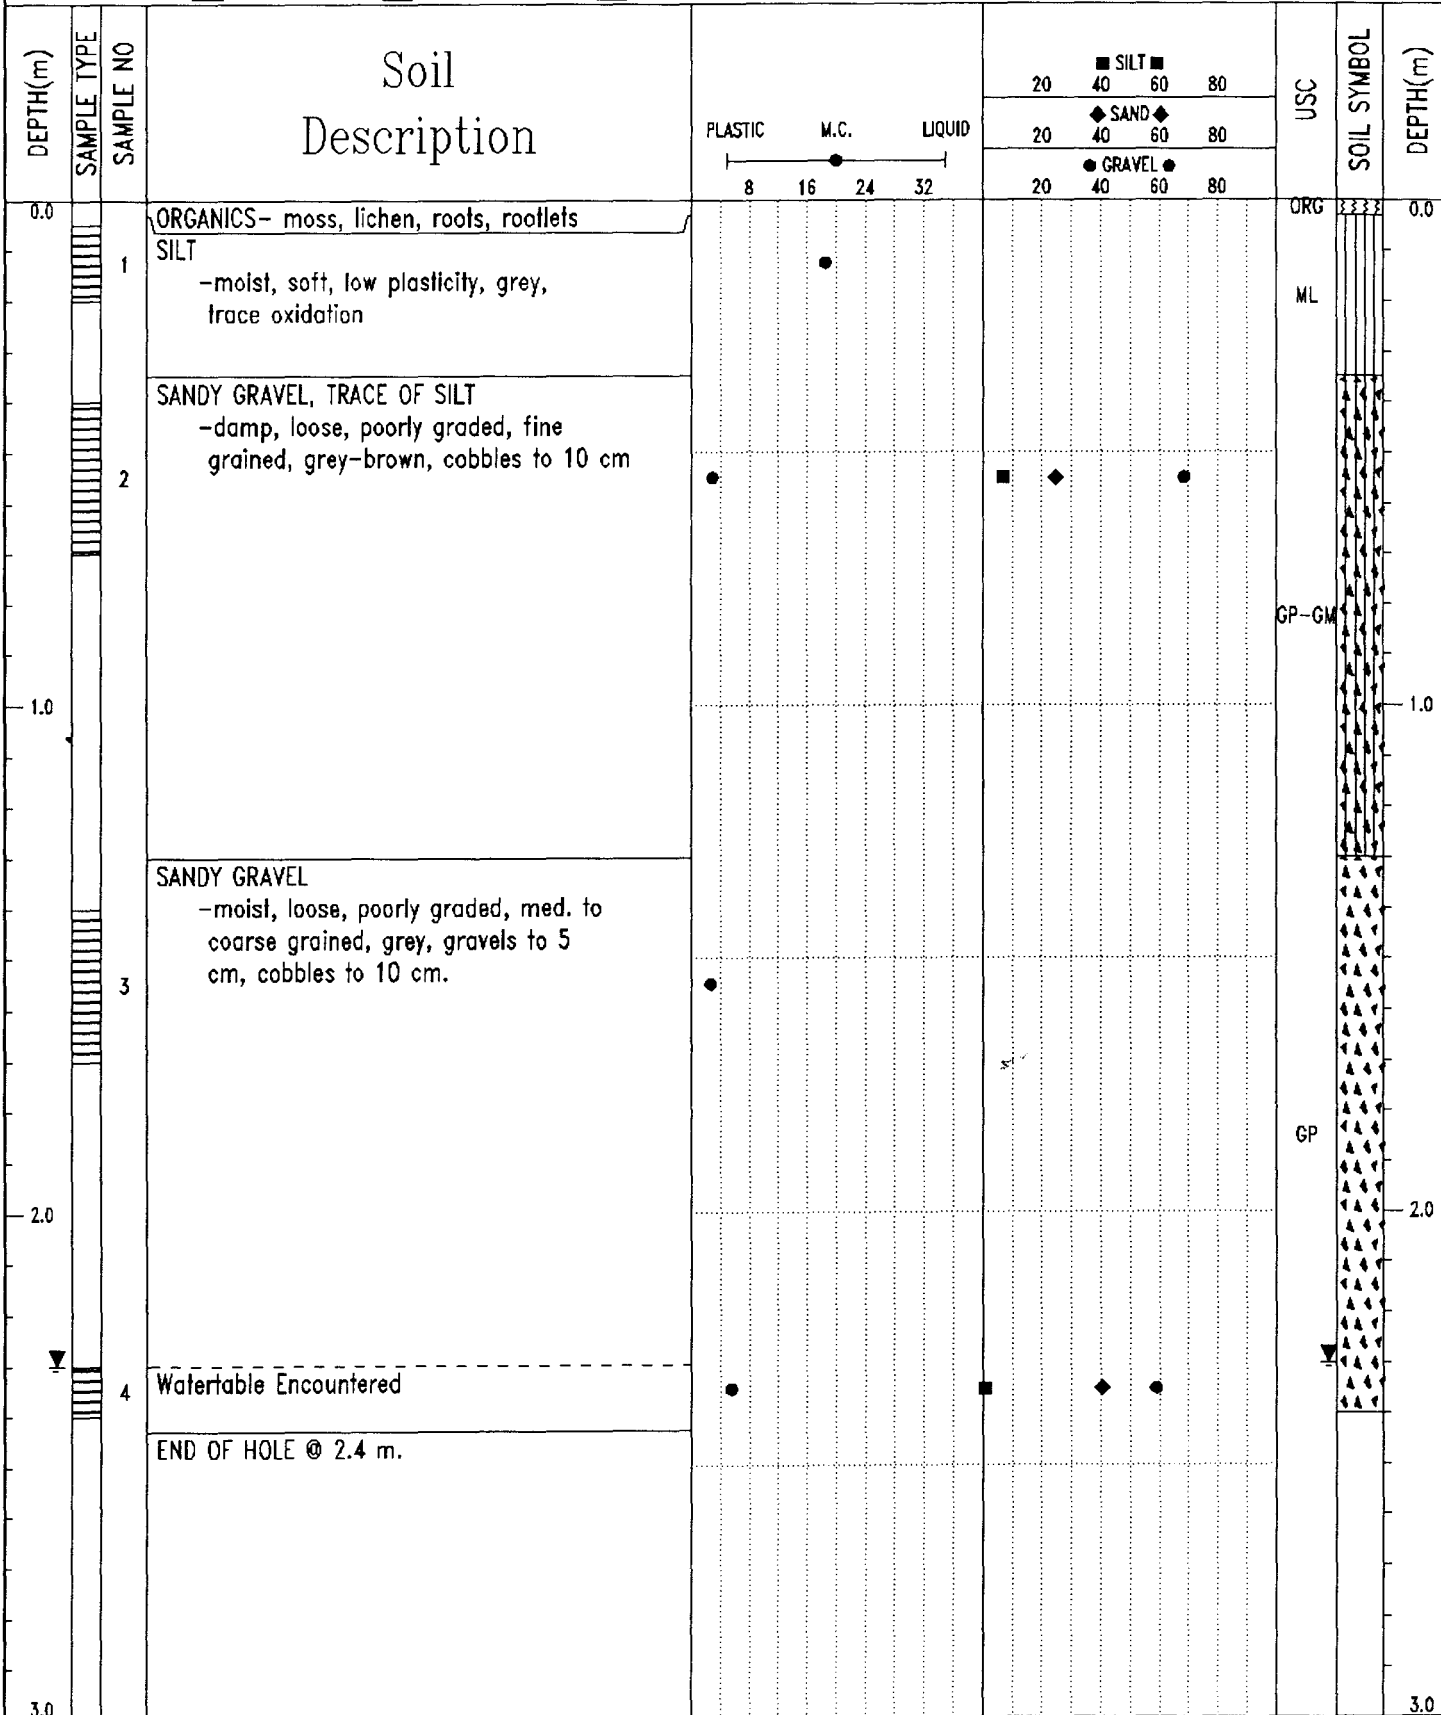 DEPTH(m)
SAMPLE TYPE
SAMPLE NO
Soil
Description
PLASTIC M.C. LIQUID
8 16 24 32
SILT
20 40 60 80
SAND
20 40 60 80
GRAVEL
20 40 60 80
USC
SOIL SYMBOL
DEPTH(m)
0.0
ORGANICS- moss, lichen, roots, rootlets
ORG
0.0
1
SILT
-moist, soft, low plasticity, grey,
trace oxidation
ML
SANDY GRAVEL, TRACE OF SILT
-damp, loose, poorly graded, fine
grained, grey-brown, cobbles to 10 cm
2
GP-GM
1.0
1.0
SANDY GRAVEL
-moist, loose, poorly graded, med. to
coarse grained, grey, gravels to 5
cm, cobbles to 10 cm.
3
GP
2.0
2.0
4
Watertable Encountered
END OF HOLE @ 2.4 m.
3.0
3.0